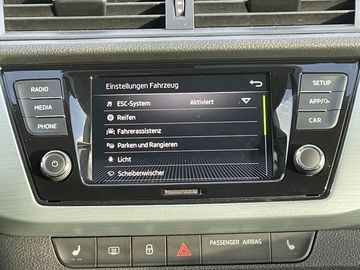 RADIO
MEDIA
PHONE
Einstellungen Fahrzeug
ESC-System: Aktiviert
Reifen
Fahrerassistenz
Parken und Rangieren
Licht
Scheibenwischer
SETUP
APP/
CAR
PASSENGER AIRBAG